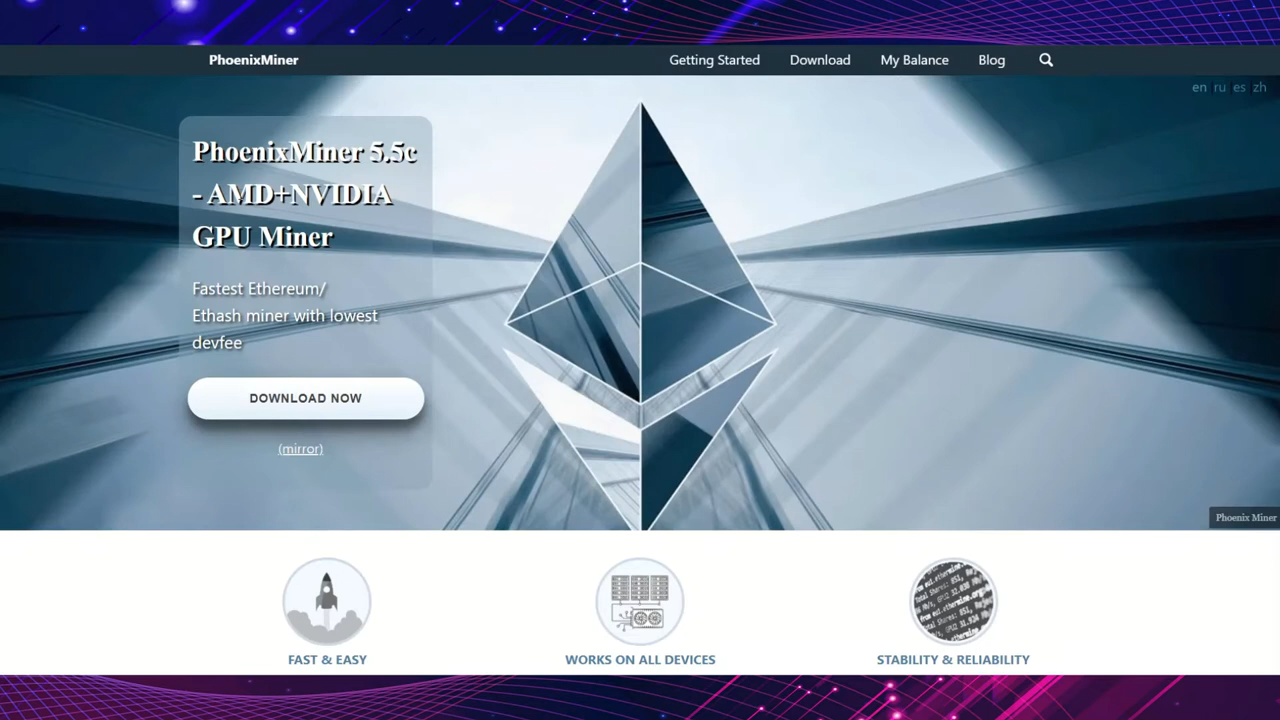 PhoenixMiner
Getting Started
Download
My Balance
Blog
en ru es zh
PhoenixMiner 5.5c
- AMD+NVIDIA
GPU Miner
Fastest Ethereum/
Ethash miner with lowest
devfee
DOWNLOAD NOW
(mirror)
Phoenix Miner
FAST & EASY
WORKS ON ALL DEVICES
STABILITY & RELIABILITY